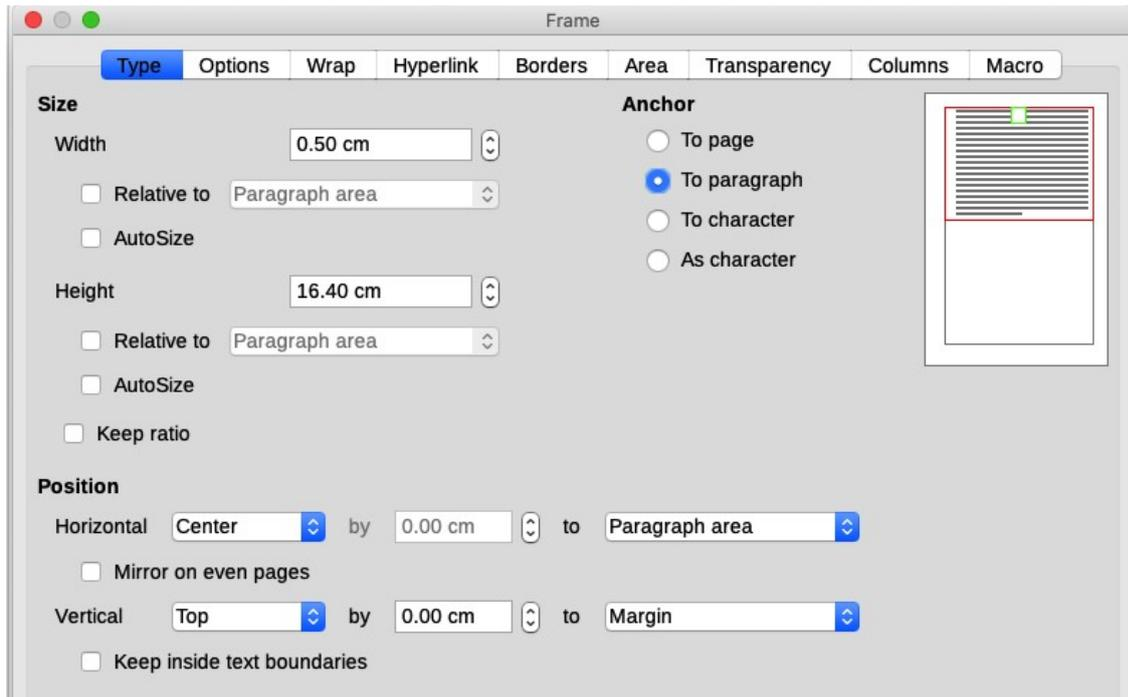 Frame
Type Options Wrap Hyperlink Borders Area Transparency Columns Macro
Size
Width 0.50 cm
Relative to Paragraph area
AutoSize
Height 16.40 cm
Relative to Paragraph area
AutoSize
Keep ratio
Anchor
To page
To paragraph
To character
As character
Position
Horizontal Center by 0.00 cm to Paragraph area
Mirror on even pages
Vertical Top by 0.00 cm to Margin
Keep inside text boundaries